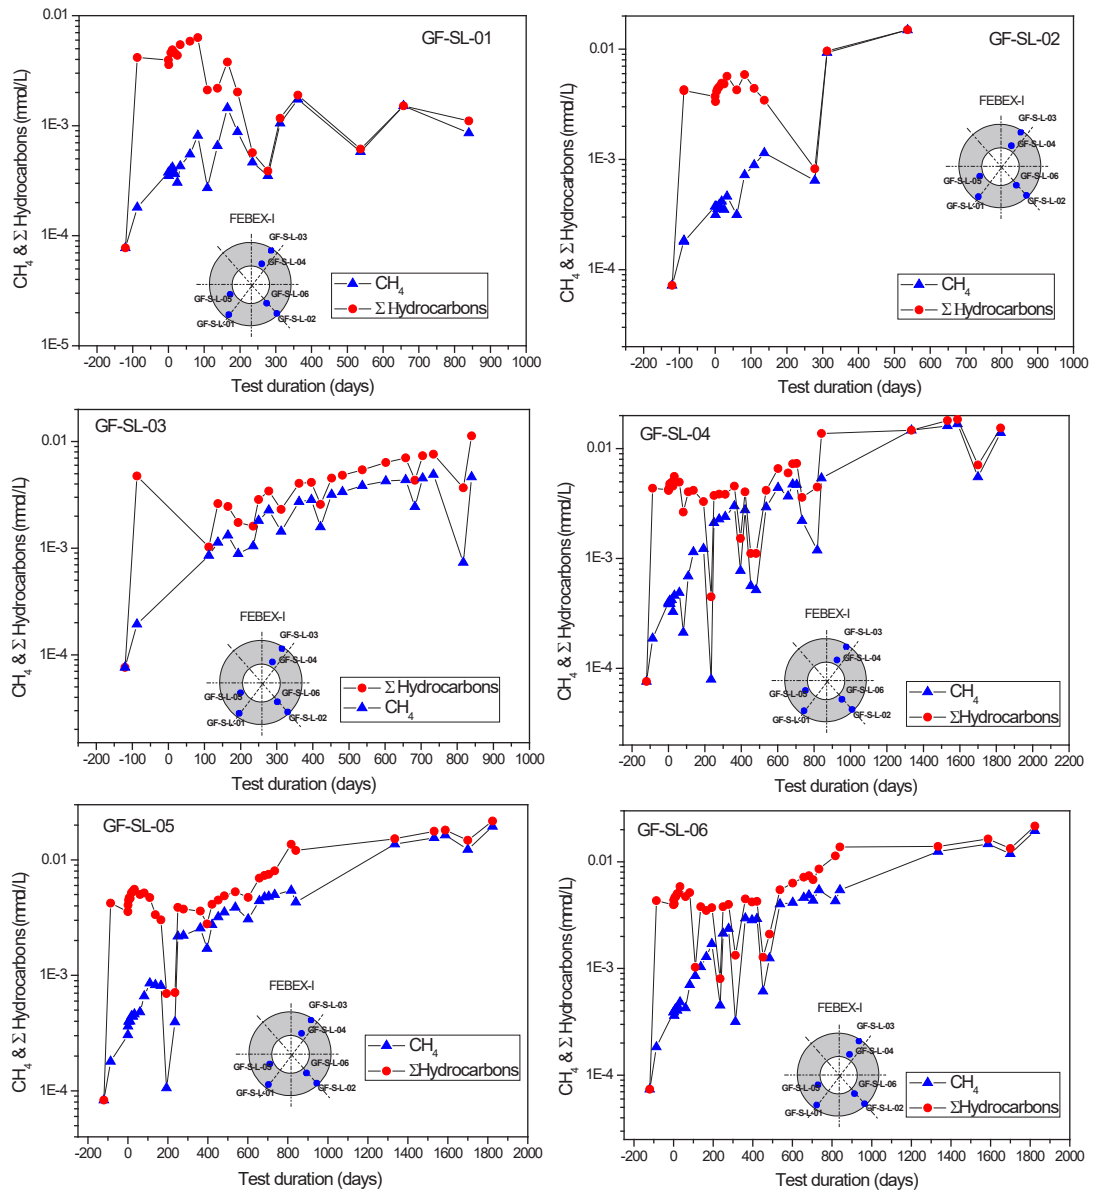 GF-SL-01
CH4 & Σ Hydrocarbons (mmol/L)
0.01
1E-3
1E-4
1E-5
FEBEX-I
GF-S-L-03
GF-S-L-04
GF-S-L-05
GF-S-L-06
GF-S-L-01
GF-S-L-02
CH4
Σ Hydrocarbons
-200 -100 0 100 200 300 400 500 600 700 800 900 1000
Test duration (days)
GF-SL-02
CH4 & Σ Hydrocarbons (mmol/L)
0.01
1E-3
1E-4
FEBEX-I
GF-S-L-03
GF-S-L-04
GF-S-L-06
GF-S-L-05
GF-S-L-01
GF-S-L-02
CH4
Σ Hydrocarbons
-200 -100 0 100 200 300 400 500 600 700 800 900 1000
Test duration (days)
GF-SL-03
CH4 & Σ Hydrocarbons (mmol/L)
0.01
1E-3
1E-4
FEBEX-I
GF-S-L-03
GF-S-L-04
GF-S-L-05
GF-S-L-06
GF-S-L-01
GF-S-L-02
Σ Hydrocarbons
CH4
-200 -100 0 100 200 300 400 500 600 700 800 900 1000
Test duration (days)
GF-SL-04
CH4 & Σ Hydrocarbons (mmol/L)
0.01
1E-3
1E-4
FEBEX-I
GF-S-L-03
GF-S-L-04
GF-S-L-05
GF-S-L-06
GF-S-L-01
GF-S-L-02
CH4
ΣHydrocarbons
-200 0 200 400 600 800 1000 1200 1400 1600 1800 2000 2200
Test duration (days)
GF-SL-05
CH4 & Σ Hydrocarbons (mmol/L)
0.01
1E-3
1E-4
FEBEX-I
GF-S-L-03
GF-S-L-04
GF-S-L-05
GF-S-L-06
GF-S-L-01
GF-S-L-02
CH4
ΣHydrocarbons
-200 0 200 400 600 800 1000 1200 1400 1600 1800 2000
Test duration (days)
GF-SL-06
CH4 & Σ Hydrocarbons (mmol/L)
0.01
1E-3
1E-4
FEBEX-I
GF-S-L-03
GF-S-L-04
GF-S-L-05
GF-S-L-06
GF-S-L-01
GF-S-L-02
CH4
ΣHydrocarbons
-200 0 200 400 600 800 1000 1200 1400 1600 1800 2000
Test duration (days)